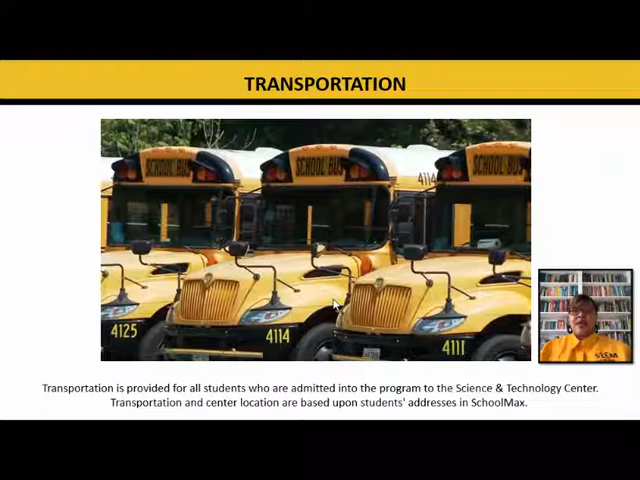 TRANSPORTATION
SCHOOL BUS
SCHOOL BUS
SCHOOL BUS
4114
4125
4114
4111
STEM
Transportation is provided for all students who are admitted into the program to the Science & Technology Center.
Transportation and center location are based upon students' addresses in SchoolMax.